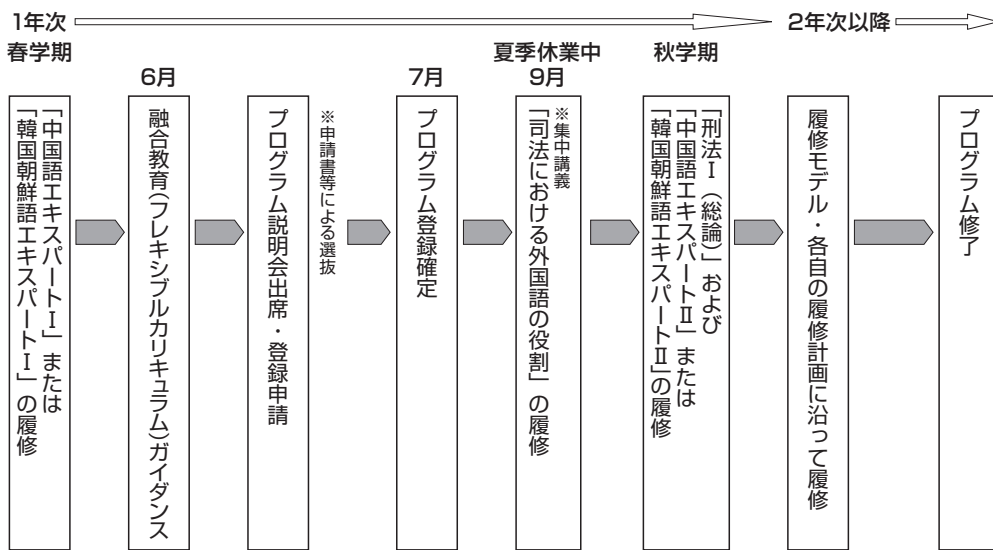 1年次
2年次以降
春学期
「中国語エキスパートⅠ」または
「韓国朝鮮語エキスパートⅠ」の履修
6月
融合教育(フレキシブルカリキュラム)ガイダンス
プログラム説明会出席・登録申請
※申請書等による選抜
7月
プログラム登録確定
夏季休業中
9月
※集中講義
「司法における外国語の役割」の履修
秋学期
「刑法Ⅰ(総論)」および
「中国語エキスパートⅡ」または
「韓国朝鮮語エキスパートⅡ」の履修
履修モデル・各自の履修計画に沿って履修
プログラム修了